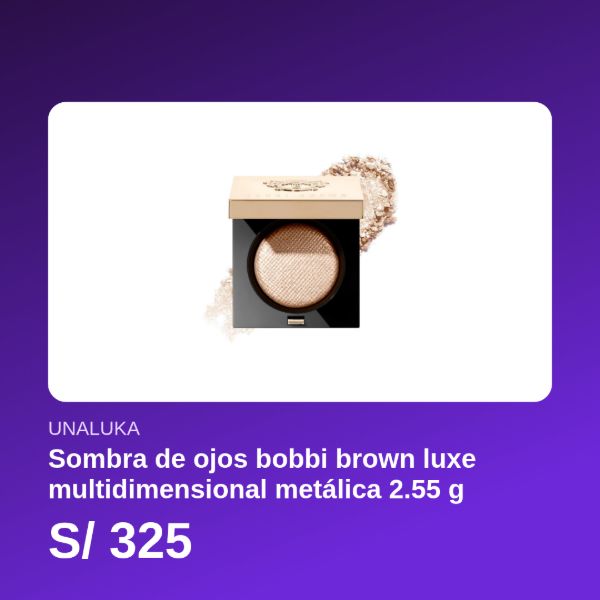 UNALUKA
Sombra de ojos bobbi brown luxe
multidimensional metálica 2.55 g
S/ 325